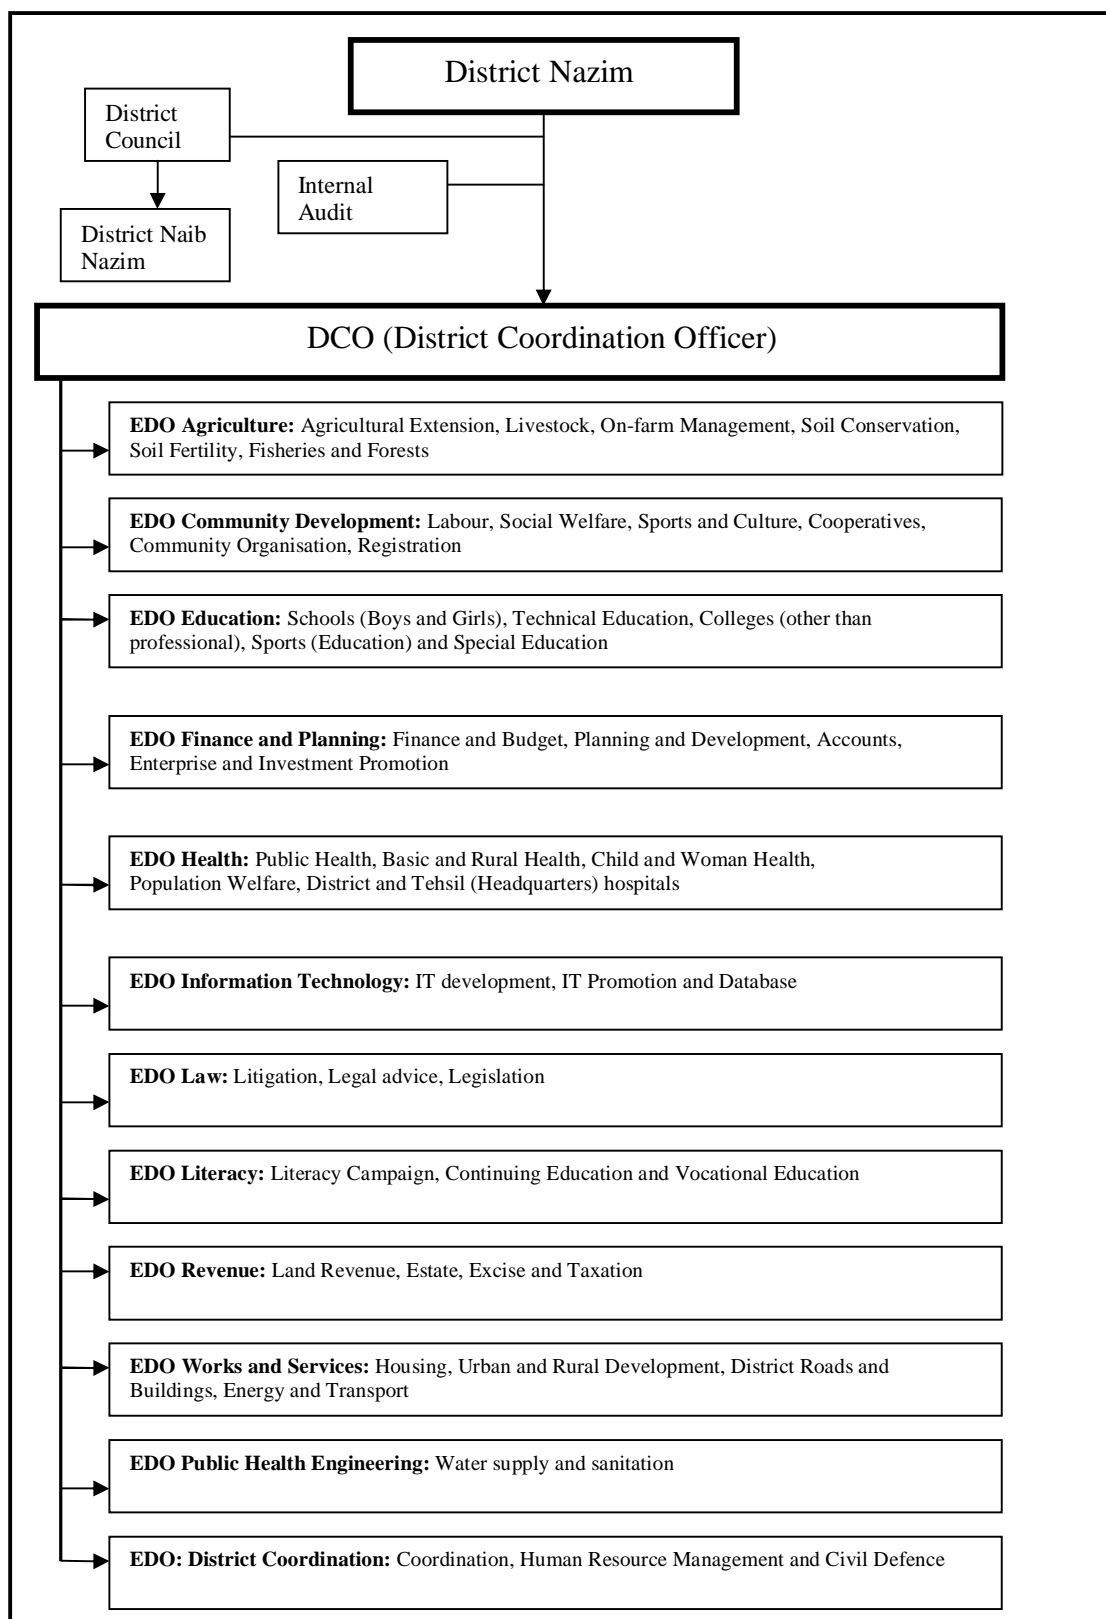 District Nazim
District
Council
Internal
Audit
District Naib
Nazim
DCO (District Coordination Officer)
EDO Agriculture: Agricultural Extension, Livestock, On-farm Management, Soil Conservation,
Soil Fertility, Fisheries and Forests
EDO Community Development: Labour, Social Welfare, Sports and Culture, Cooperatives,
Community Organisation, Registration
EDO Education: Schools (Boys and Girls), Technical Education, Colleges (other than
professional), Sports (Education) and Special Education
EDO Finance and Planning: Finance and Budget, Planning and Development, Accounts,
Enterprise and Investment Promotion
EDO Health: Public Health, Basic and Rural Health, Child and Woman Health,
Population Welfare, District and Tehsil (Headquarters) hospitals
EDO Information Technology: IT development, IT Promotion and Database
EDO Law: Litigation, Legal advice, Legislation
EDO Literacy: Literacy Campaign, Continuing Education and Vocational Education
EDO Revenue: Land Revenue, Estate, Excise and Taxation
EDO Works and Services: Housing, Urban and Rural Development, District Roads and
Buildings, Energy and Transport
EDO Public Health Engineering: Water supply and sanitation
EDO: District Coordination: Coordination, Human Resource Management and Civil Defence